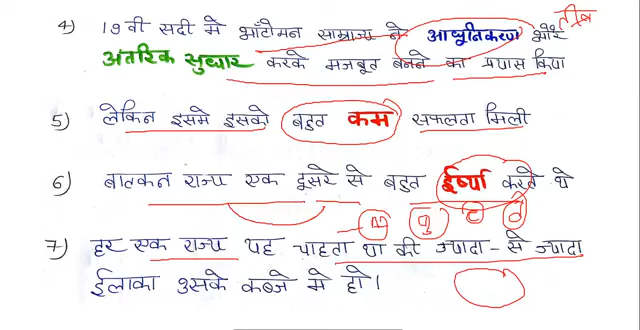 तीव्र
4) 19वी सदी मे ऑटोमन साम्राज्य ने आधुनिकरण और
अंतरिक सुधार करके मजबूत बनने का प्रयास किया
5) लेकिन इसमे इसको बहुत कम सफलता मिली
6) बाल्कन राज्य एक दूसरे से बहुत ईर्ष्या करते थे
7) हर एक राज्य यह चाहता था की ज्यादा-से ज्यादा
ईलाका उसके कब्जे मे हो।